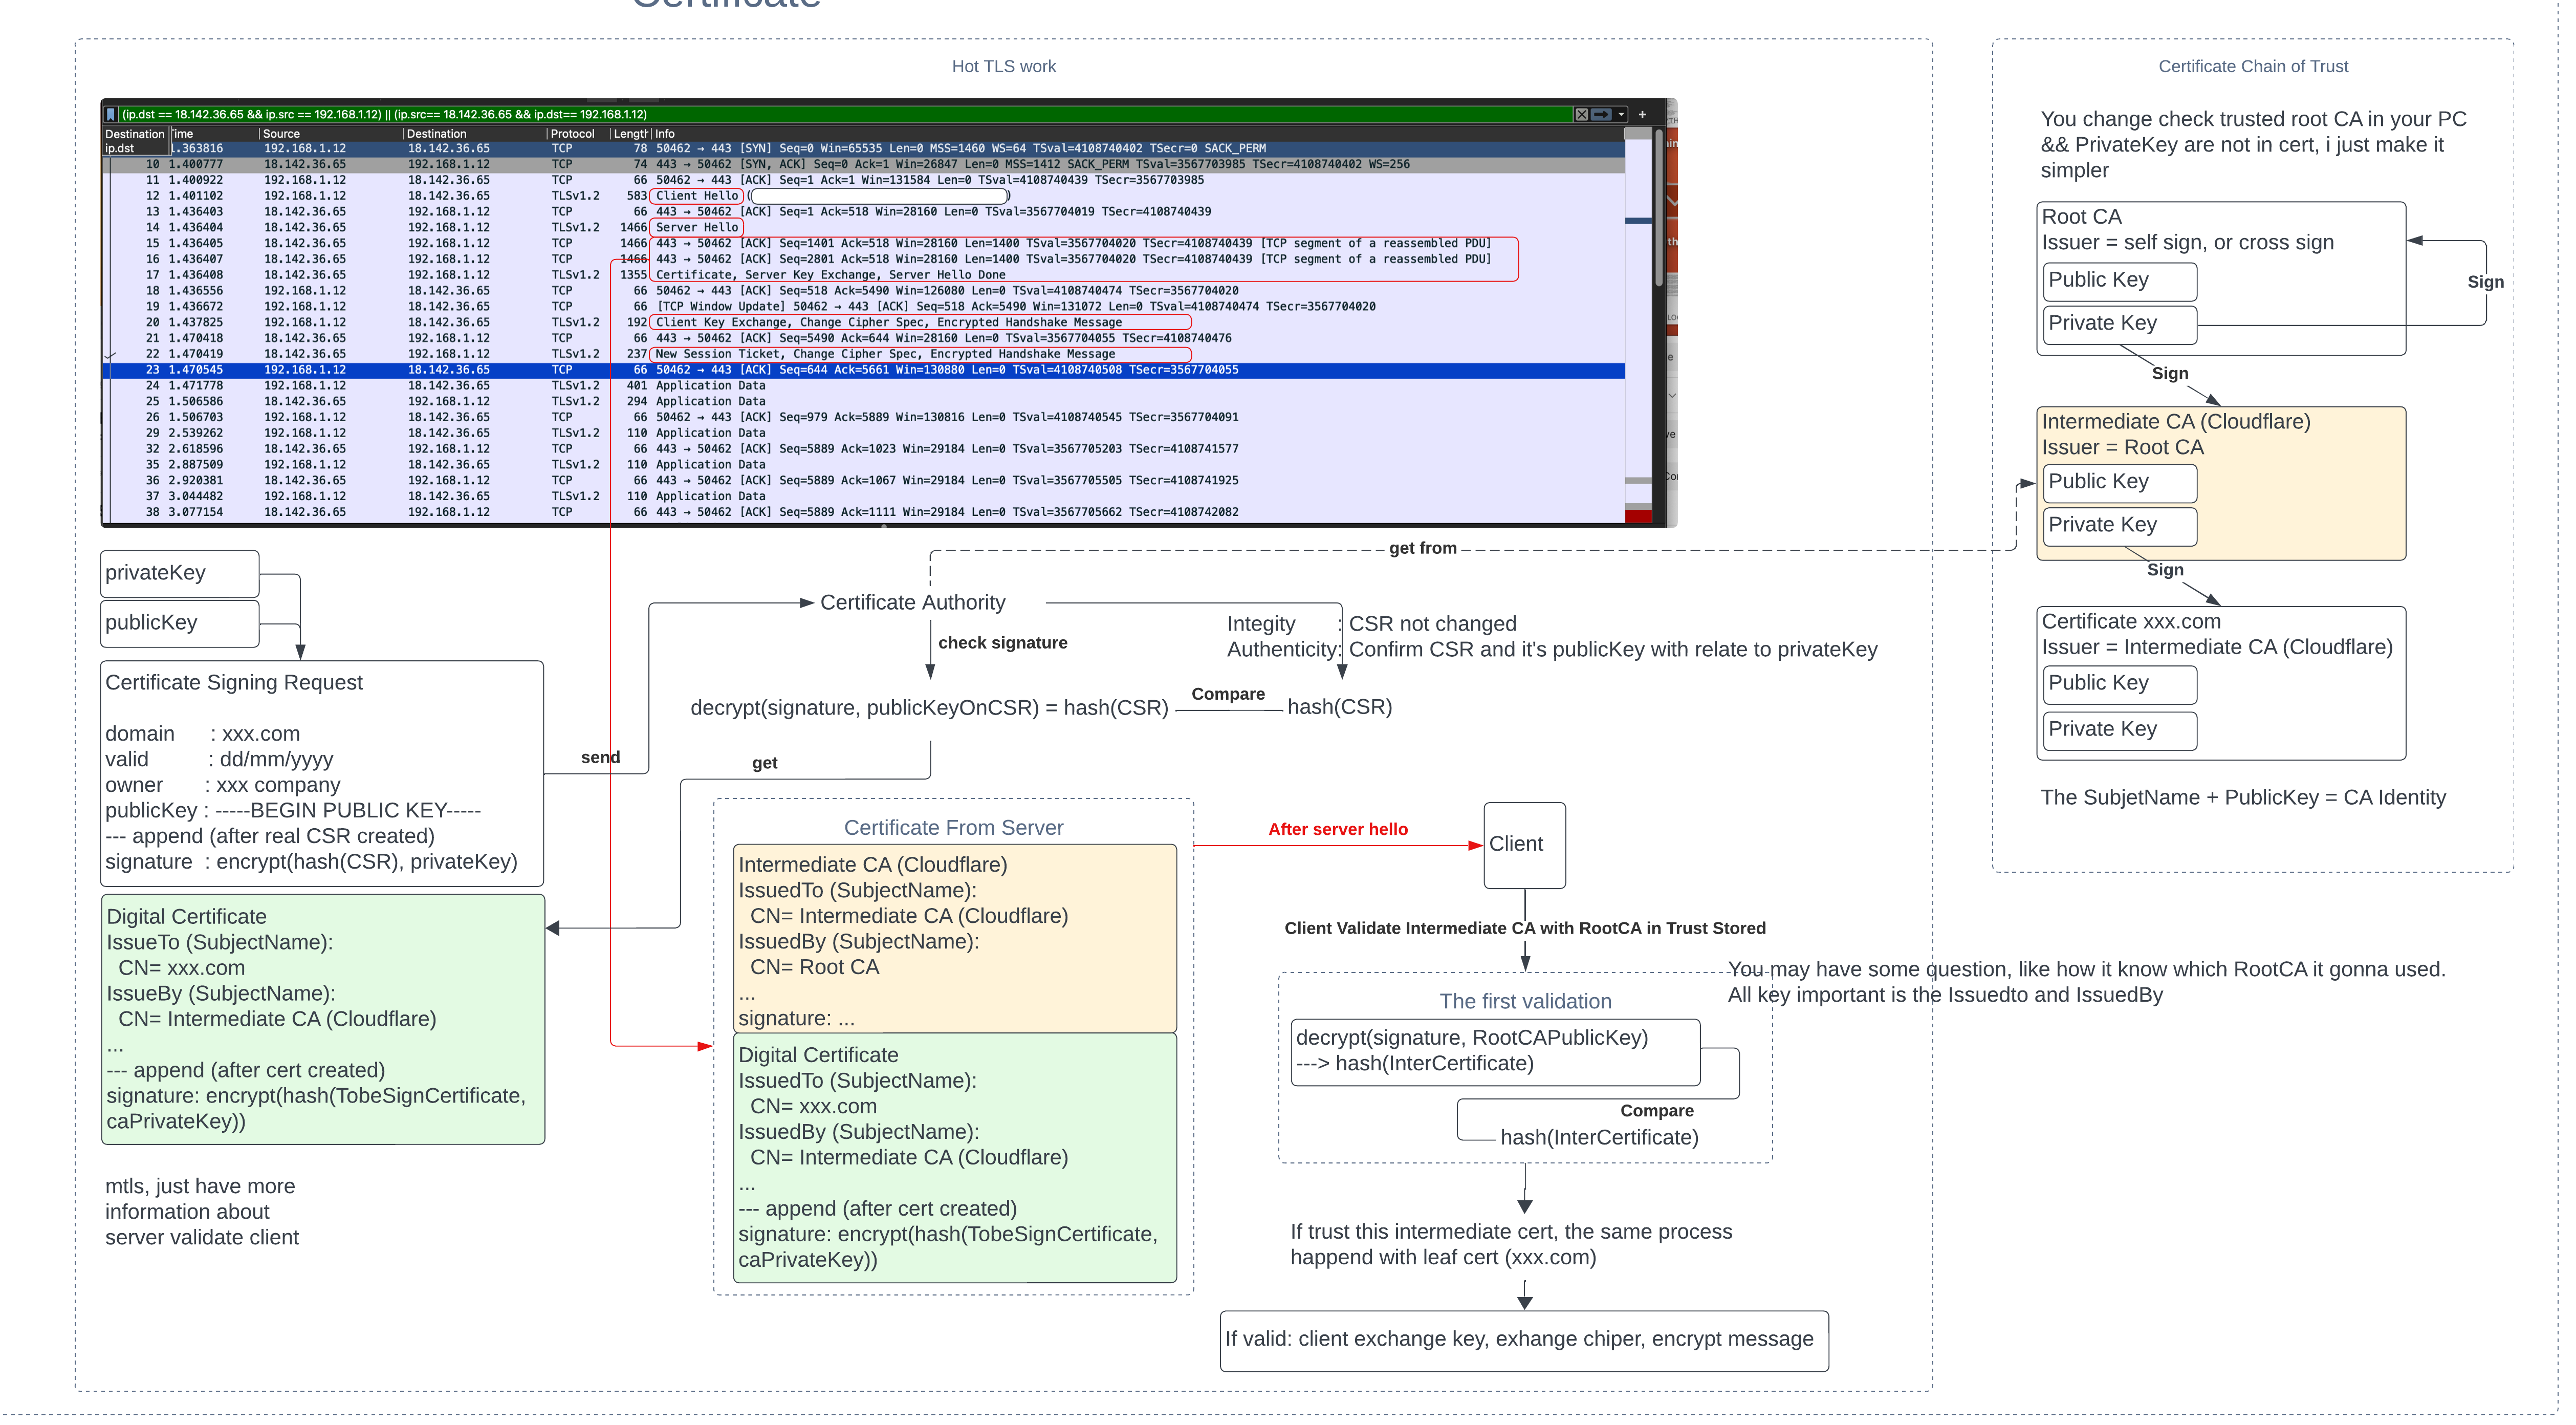 Certificate
Hot TLS work
(ip.dst == 18.142.36.65 && ip.src == 192.168.1.12) || (ip.src== 18.142.36.65 && ip.dst== 192.168.1.12)
Destination ime Source Destination Protocol Length Info
ip.dst 1.363816 192.168.1.12 18.142.36.65 TCP 78 50462 → 443 [SYN] Seq=0 Win=65535 Len=0 MSS=1460 WS=64 TSval=4108740402 TSecr=0 SACK_PERM
10 1.400777 18.142.36.65 192.168.1.12 TCP 74 443 → 50462 [SYN, ACK] Seq=0 Ack=1 Win=26847 Len=0 MSS=1412 SACK_PERM TSval=3567703985 TSecr=4108740402 WS=256
11 1.400922 192.168.1.12 18.142.36.65 TCP 66 50462 → 443 [ACK] Seq=1 Ack=1 Win=131584 Len=0 TSval=4108740439 TSecr=3567703985
12 1.401102 192.168.1.12 18.142.36.65 TLSv1.2 583 Client Hello ( )
13 1.436403 18.142.36.65 192.168.1.12 TCP 66 443 → 50462 [ACK] Seq=1 Ack=518 Win=28160 Len=0 TSval=3567704019 TSecr=4108740439
14 1.436404 18.142.36.65 192.168.1.12 TLSv1.2 1466 Server Hello
15 1.436405 18.142.36.65 192.168.1.12 TCP 1466 443 → 50462 [ACK] Seq=1401 Ack=518 Win=28160 Len=1400 TSval=3567704020 TSecr=4108740439 [TCP segment of a reassembled PDU]
16 1.436407 18.142.36.65 192.168.1.12 TCP 1466 443 → 50462 [ACK] Seq=2801 Ack=518 Win=28160 Len=1400 TSval=3567704020 TSecr=4108740439 [TCP segment of a reassembled PDU]
17 1.436408 18.142.36.65 192.168.1.12 TLSv1.2 1355 Certificate, Server Key Exchange, Server Hello Done
18 1.436556 192.168.1.12 18.142.36.65 TCP 66 50462 → 443 [ACK] Seq=518 Ack=5490 Win=126080 Len=0 TSval=4108740474 TSecr=3567704020
19 1.436672 192.168.1.12 18.142.36.65 TCP 66 [TCP Window Update] 50462 → 443 [ACK] Seq=518 Ack=5490 Win=131072 Len=0 TSval=4108740474 TSecr=3567704020
20 1.437825 192.168.1.12 18.142.36.65 TLSv1.2 192 Client Key Exchange, Change Cipher Spec, Encrypted Handshake Message
21 1.470418 18.142.36.65 192.168.1.12 TCP 66 443 → 50462 [ACK] Seq=5490 Ack=644 Win=28160 Len=0 TSval=3567704055 TSecr=4108740476
22 1.470419 18.142.36.65 192.168.1.12 TLSv1.2 237 New Session Ticket, Change Cipher Spec, Encrypted Handshake Message
23 1.470545 192.168.1.12 18.142.36.65 TCP 66 50462 → 443 [ACK] Seq=644 Ack=5661 Win=130880 Len=0 TSval=4108740508 TSecr=3567704055
24 1.471778 192.168.1.12 18.142.36.65 TLSv1.2 401 Application Data
25 1.506586 18.142.36.65 192.168.1.12 TLSv1.2 294 Application Data
26 1.506703 192.168.1.12 18.142.36.65 TCP 66 50462 → 443 [ACK] Seq=979 Ack=5889 Win=130816 Len=0 TSval=4108740545 TSecr=3567704091
29 2.539262 192.168.1.12 18.142.36.65 TLSv1.2 110 Application Data
32 2.618596 18.142.36.65 192.168.1.12 TCP 66 443 → 50462 [ACK] Seq=5889 Ack=1023 Win=29184 Len=0 TSval=3567705203 TSecr=4108741577
35 2.887509 192.168.1.12 18.142.36.65 TLSv1.2 110 Application Data
36 2.920381 18.142.36.65 192.168.1.12 TCP 66 443 → 50462 [ACK] Seq=5889 Ack=1067 Win=29184 Len=0 TSval=3567705505 TSecr=4108741925
37 3.044482 192.168.1.12 18.142.36.65 TLSv1.2 110 Application Data
38 3.077154 18.142.36.65 192.168.1.12 TCP 66 443 → 50462 [ACK] Seq=5889 Ack=1111 Win=29184 Len=0 TSval=3567705662 TSecr=4108742082
privateKey
publicKey
Certificate Signing Request
domain : xxx.com
valid : dd/mm/yyyy
owner : xxx company
publicKey : -----BEGIN PUBLIC KEY-----
--- append (after real CSR created)
signature : encrypt(hash(CSR), privateKey)
send
Digital Certificate
IssueTo (SubjectName):
CN= xxx.com
IssueBy (SubjectName):
CN= Intermediate CA (Cloudflare)
...
--- append (after cert created)
signature: encrypt(hash(TobeSignCertificate,
caPrivateKey))
mtls, just have more
information about
server validate client
get from
Certificate Authority
check signature
Integity : CSR not changed
Authenticity: Confirm CSR and it's publicKey with relate to privateKey
decrypt(signature, publicKeyOnCSR) = hash(CSR)
Compare
hash(CSR)
get
Certificate From Server
Intermediate CA (Cloudflare)
IssuedTo (SubjectName):
CN= Intermediate CA (Cloudflare)
IssuedBy (SubjectName):
CN= Root CA
...
signature: ...
Digital Certificate
IssuedTo (SubjectName):
CN= xxx.com
IssuedBy (SubjectName):
CN= Intermediate CA (Cloudflare)
...
--- append (after cert created)
signature: encrypt(hash(TobeSignCertificate,
caPrivateKey))
After server hello
Client
Client Validate Intermediate CA with RootCA in Trust Stored
You may have some question, like how it know which RootCA it gonna used.
All key important is the Issuedto and IssuedBy
The first validation
decrypt(signature, RootCAPublicKey)
---> hash(InterCertificate)
Compare
hash(InterCertificate)
If trust this intermediate cert, the same process
happend with leaf cert (xxx.com)
If valid: client exchange key, exhange chiper, encrypt message
Certificate Chain of Trust
You change check trusted root CA in your PC
&& PrivateKey are not in cert, i just make it
simpler
Root CA
Issuer = self sign, or cross sign
Public Key
Private Key
Sign
Sign
Intermediate CA (Cloudflare)
Issuer = Root CA
Public Key
Private Key
Sign
Certificate xxx.com
Issuer = Intermediate CA (Cloudflare)
Public Key
Private Key
The SubjetName + PublicKey = CA Identity